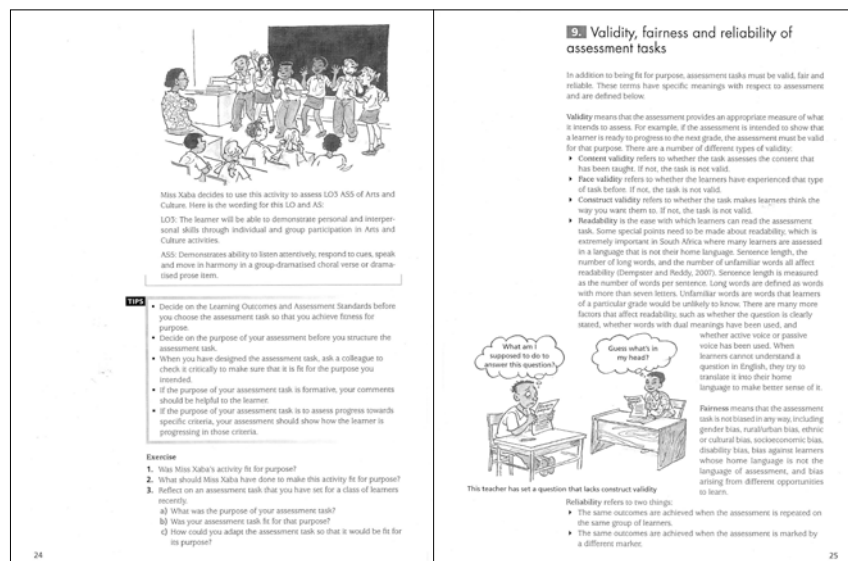 Miss Xaba decides to use this activity to assess LO3 AS5 of Arts and
Culture. Here is the wording for this LO and AS:
LO3: The learner will be able to demonstrate personal and interper-
sonal skills through individual and group participation in Arts and
Culture activities.
AS5: Demonstrates ability to listen attentively, respond to cues, speak
and move in harmony in a group-dramatised choral verse or drama-
tised prose item.
TIPS
• Decide on the Learning Outcomes and Assessment Standards before
you choose the assessment task so that you achieve fitness for
purpose.
• Decide on the purpose of your assessment before you structure the
assessment task.
• When you have designed the assessment task, ask a colleague to
check it critically to make sure that it is fit for the purpose you
intended.
• If the purpose of your assessment task is formative, your comments
should be helpful to the learner.
• If the purpose of your assessment task is to assess progress towards
specific criteria, your assessment should show how the learner is
progressing in those criteria.
Exercise
1. Was Miss Xaba's activity fit for purpose?
2. What should Miss Xaba have done to make this activity fit for purpose?
3. Reflect on an assessment task that you have set for a class of learners
recently.
a) What was the purpose of your assessment task?
b) Was your assessment task fit for that purpose?
c) How could you adapt the assessment task so that it would be fit for
its purpose?
24
9. Validity, fairness and reliability of
assessment tasks
In addition to being fit for purpose, assessment tasks must be valid, fair and
reliable. These terms have specific meanings with respect to assessment
and are defined below.
Validity means that the assessment provides an appropriate measure of what
it intends to assess. For example, if the assessment is intended to show that
a learner is ready to progress to the next grade, the assessment must be valid
for that purpose. There are a number of different types of validity:
▸ Content validity refers to whether the task assesses the content that
has been taught. If not, the task is not valid.
▸ Face validity refers to whether the learners have experienced that type
of task before. If not, the task is not valid.
▸ Construct validity refers to whether the task makes learners think the
way you want them to. If not, the task is not valid.
▸ Readability is the ease with which learners can read the assessment
task. Some special points need to be made about readability, which is
extremely important in South Africa where many learners are assessed
in a language that is not their home language. Sentence length, the
number of long words, and the number of unfamiliar words all affect
readability (Dempster and Reddy, 2007). Sentence length is measured
as the number of words per sentence. Long words are defined as words
with more than seven letters. Unfamiliar words are words that learners
of a particular grade would be unlikely to know. There are many more
factors that affect readability, such as whether the question is clearly
stated, whether words with dual meanings have been used, and
whether active voice or passive
voice has been used. When
learners cannot understand a
question in English, they try to
translate it into their home
language to make better sense of it.
What am I
supposed to do to
answer this question?
Guess what's in
my head?
This teacher has set a question that lacks construct validity
Fairness means that the assessment
task is not biased in any way, including
gender bias, rural/urban bias, ethnic
or cultural bias, socioeconomic bias,
disability bias, bias against learners
whose home language is not the
language of assessment, and bias
arising from different opportunities
to learn.
Reliability refers to two things:
▸ The same outcomes are achieved when the assessment is repeated on
the same group of learners.
▸ The same outcomes are achieved when the assessment is marked by
a different marker.
25